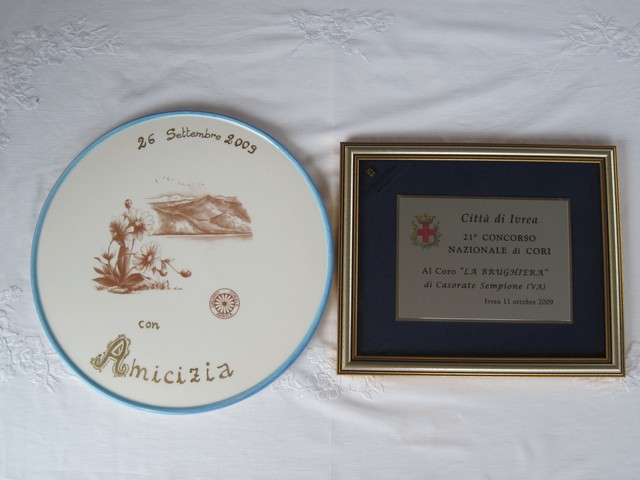 26 Settembre 2009
con
Amicizia
Città di Ivrea
21° CONCORSO
NAZIONALE di CORI
Al Coro "LA BRUGHIERA"
di Casorate Sempione (VA)
Ivrea 11 ottobre 2009